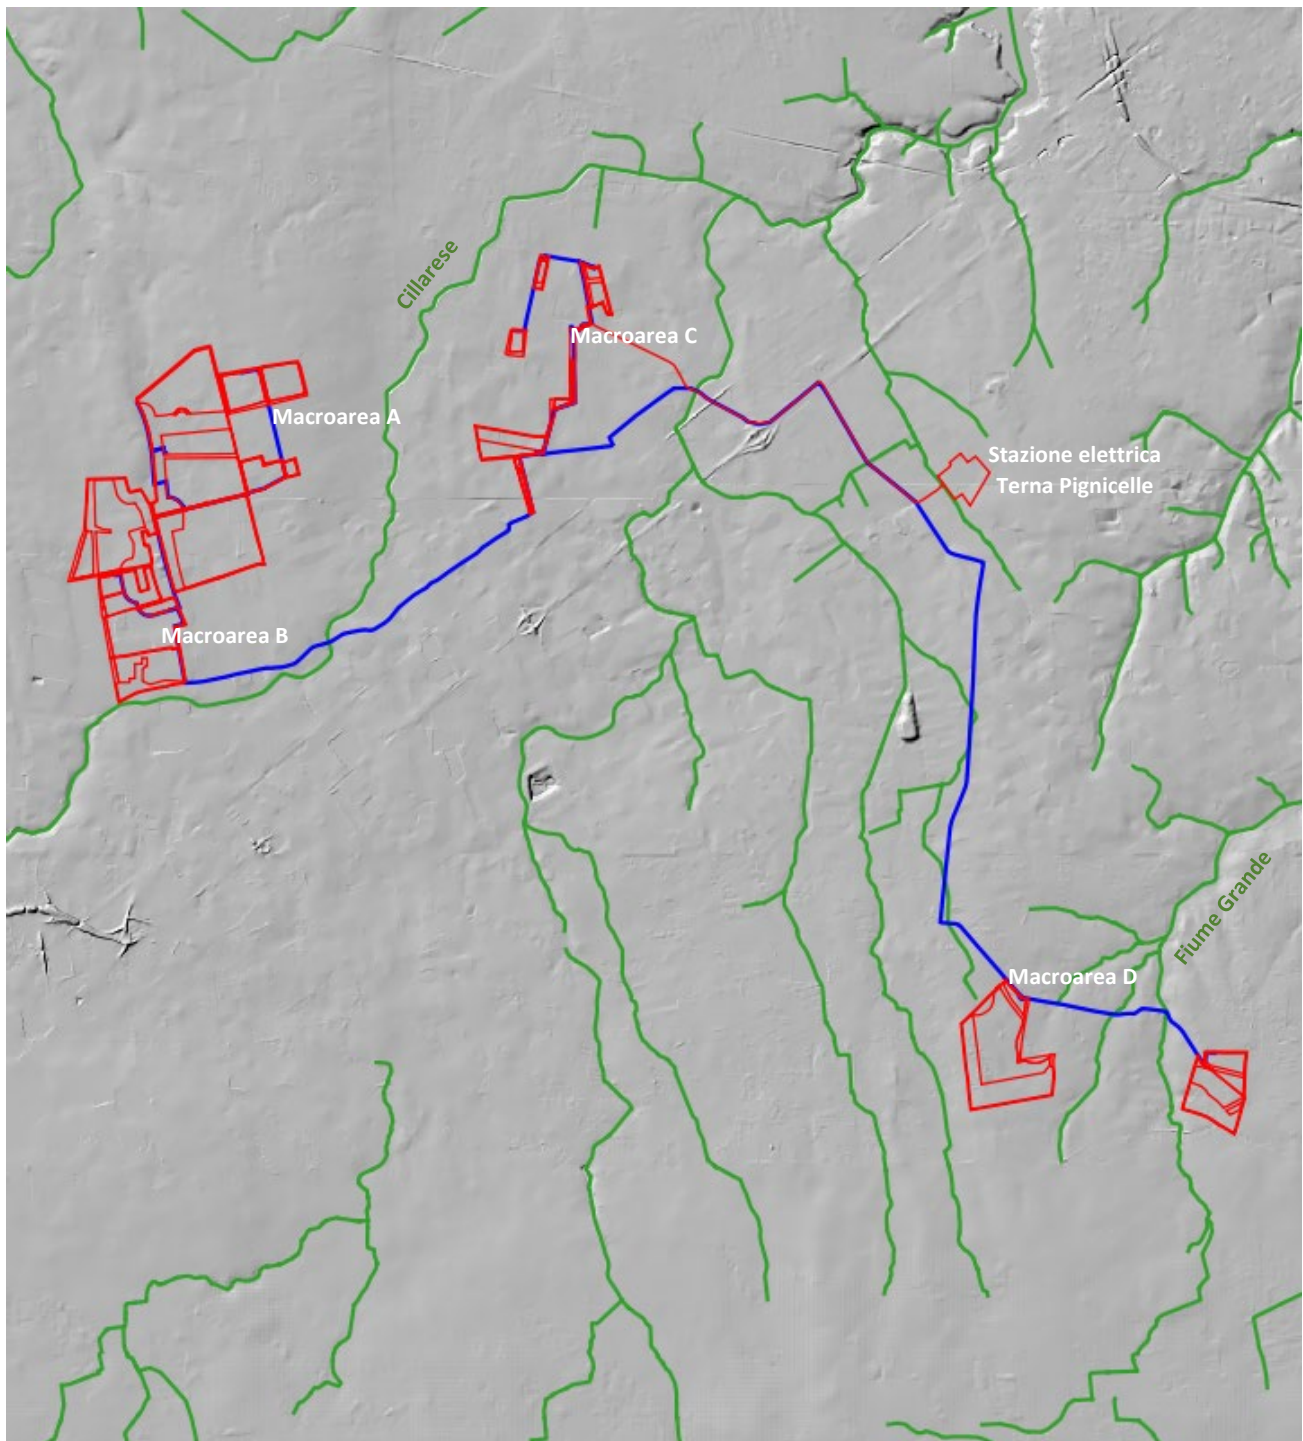 Cillarese
Macroarea C
Macroarea A
Stazione elettrica
Terna Pignicelle
Macroarea B
Fiume Grande
Macroarea D